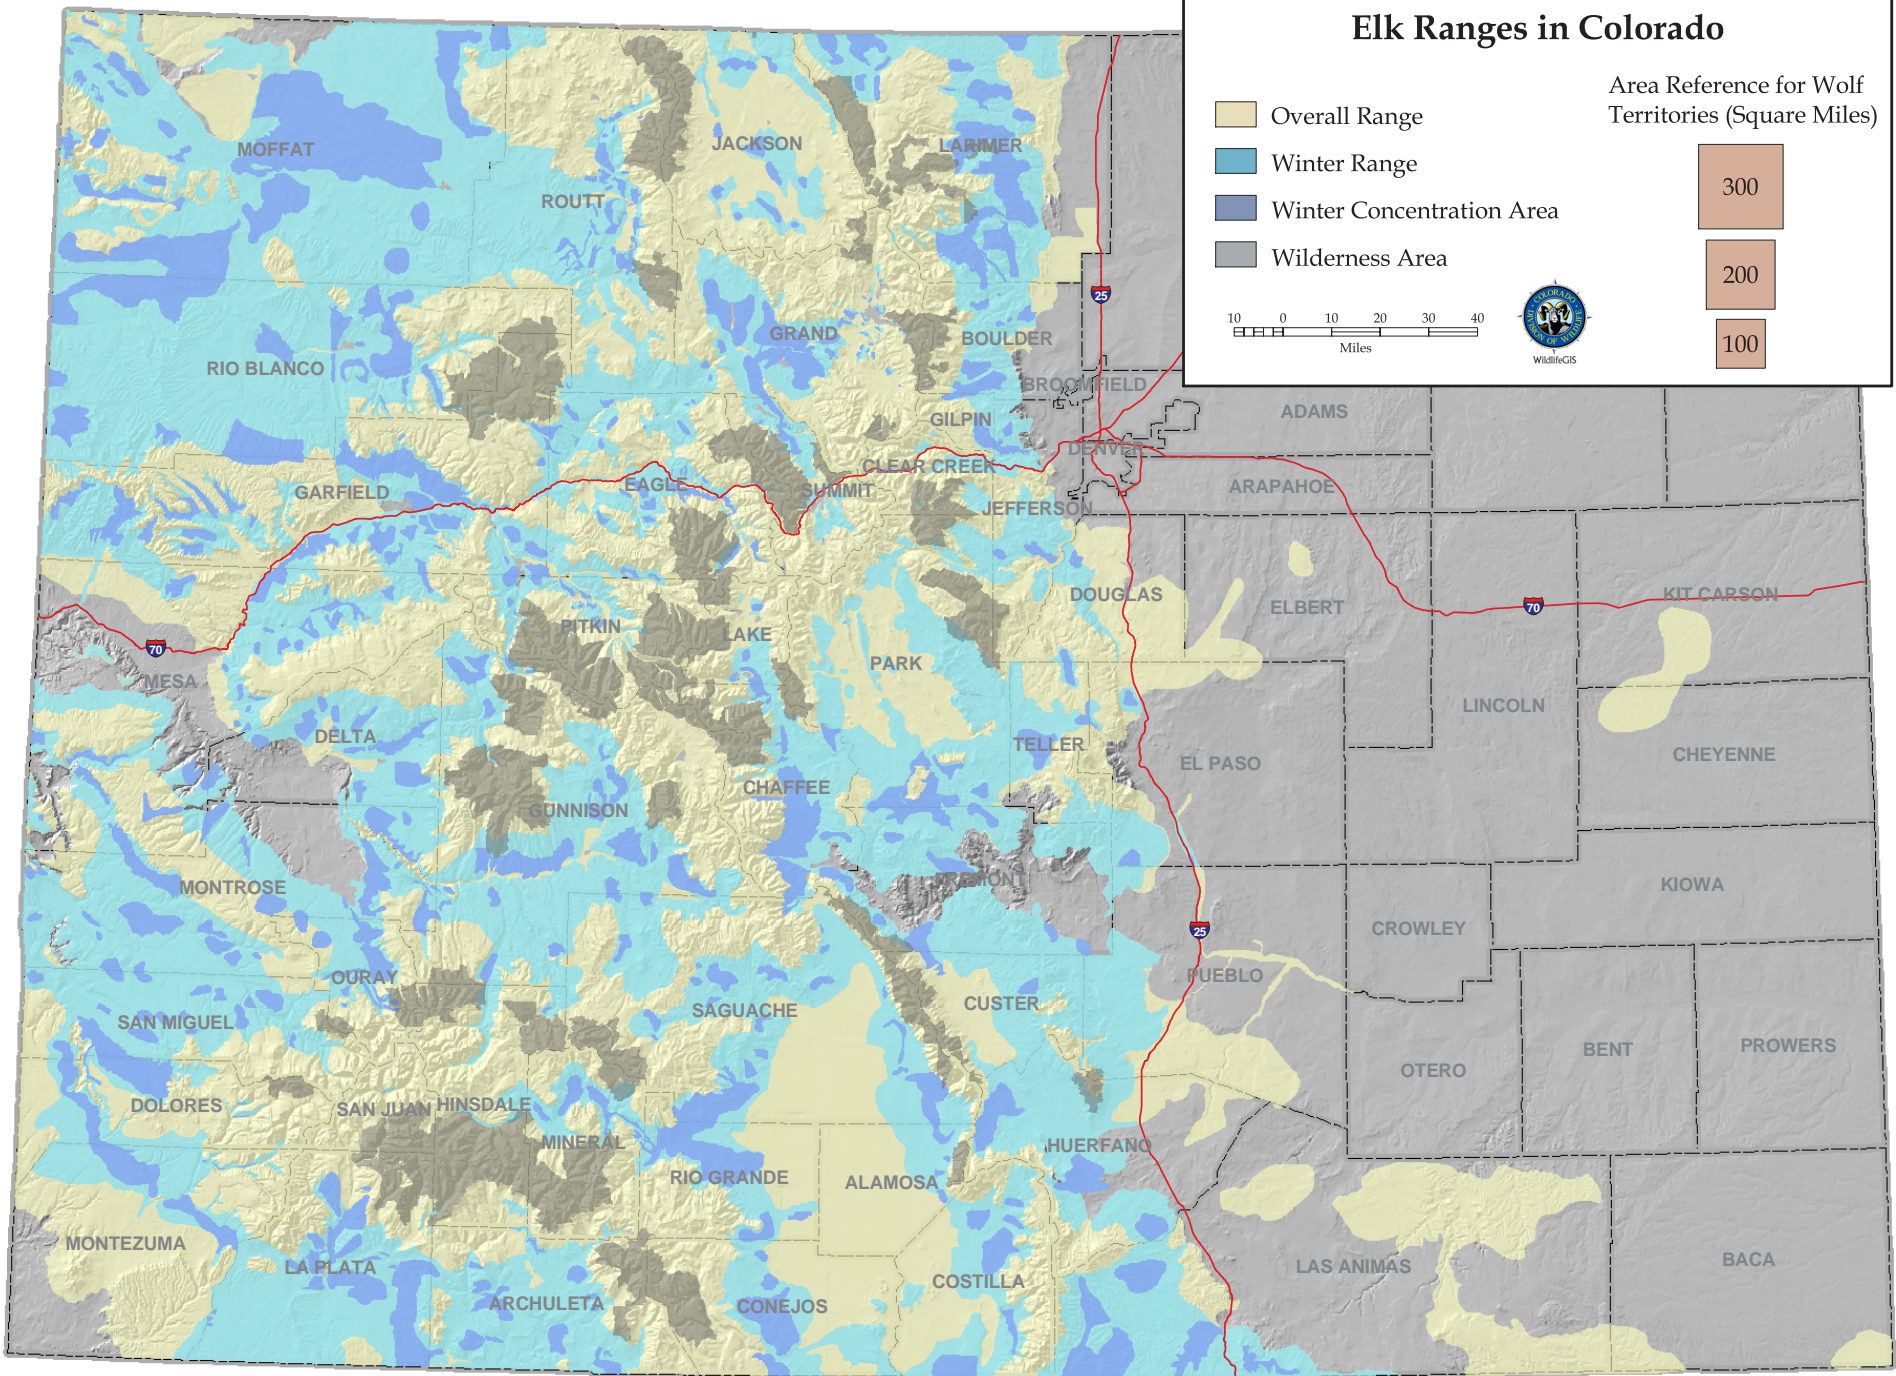 Elk Ranges in Colorado
Area Reference for Wolf
Territories (Square Miles)
Overall Range
Winter Range
Winter Concentration Area
Wilderness Area
300
200
100
10 0 10 20 30 40
Miles
COLORADO
DIVISION OF WILDLIFE
WildlifeGIS
MOFFAT
JACKSON
LARIMER
ROUTT
25
GRAND
BOULDER
RIO BLANCO
BROOMFIELD
ADAMS
GILPIN
DENVER
CLEAR CREEK
GARFIELD
EAGLE
SUMMIT
ARAPAHOE
JEFFERSON
DOUGLAS
ELBERT
70
KIT CARSON
PITKIN
LAKE
70
PARK
MESA
LINCOLN
DELTA
TELLER
EL PASO
CHEYENNE
CHAFFEE
GUNNISON
MONTROSE
FREMONT
KIOWA
CROWLEY
25
OURAY
PUEBLO
SAGUACHE
CUSTER
SAN MIGUEL
OTERO
BENT
PROWERS
DOLORES
SAN JUAN
HINSDALE
MINERAL
HUERFANO
RIO GRANDE
ALAMOSA
MONTEZUMA
LA PLATA
LAS ANIMAS
BACA
COSTILLA
ARCHULETA
CONEJOS